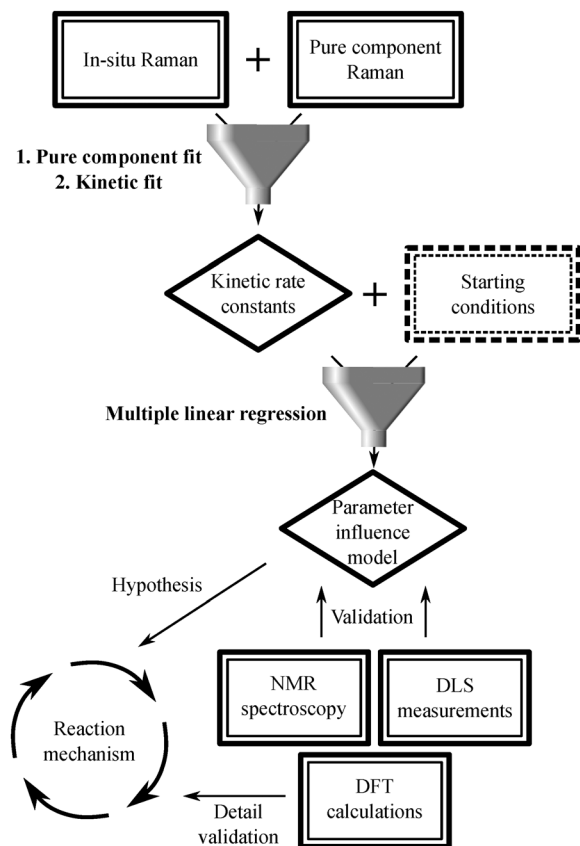 In-situ Raman
+
Pure component
Raman
1. Pure component fit
2. Kinetic fit
Kinetic rate
constants
+
Starting
conditions
Multiple linear regression
Parameter
influence
model
Hypothesis
Validation
NMR
spectroscopy
DLS
measurements
Reaction
mechanism
DFT
calculations
Detail
validation